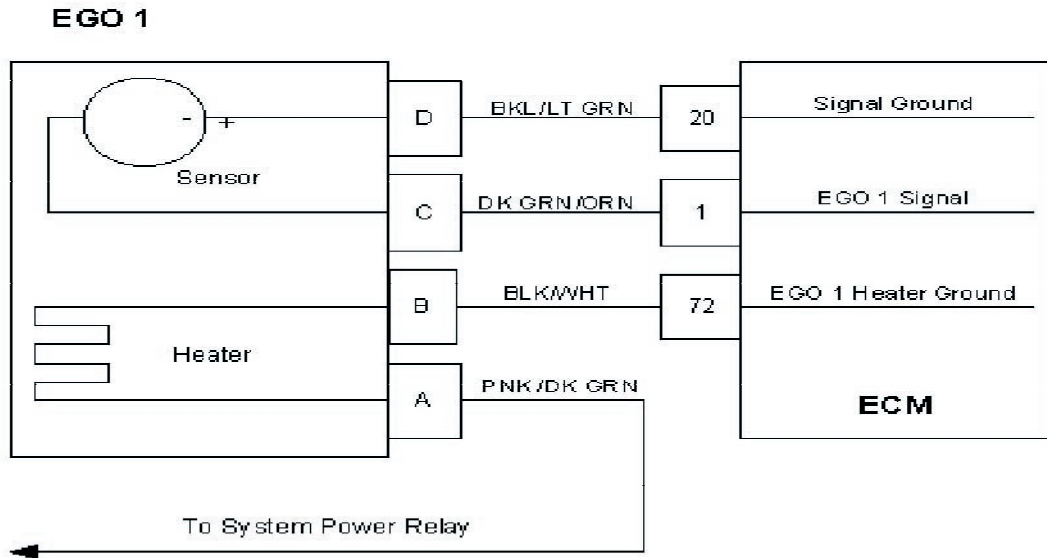 EGO 1
- +
Sensor
D
BKL/LT GRN
20
Signal Ground
C
DK GRN/ORN
1
EGO 1 Signal
B
BLK/WHT
72
EGO 1 Heater Ground
Heater
A
PNK/DK GRN
ECM
To System Power Relay